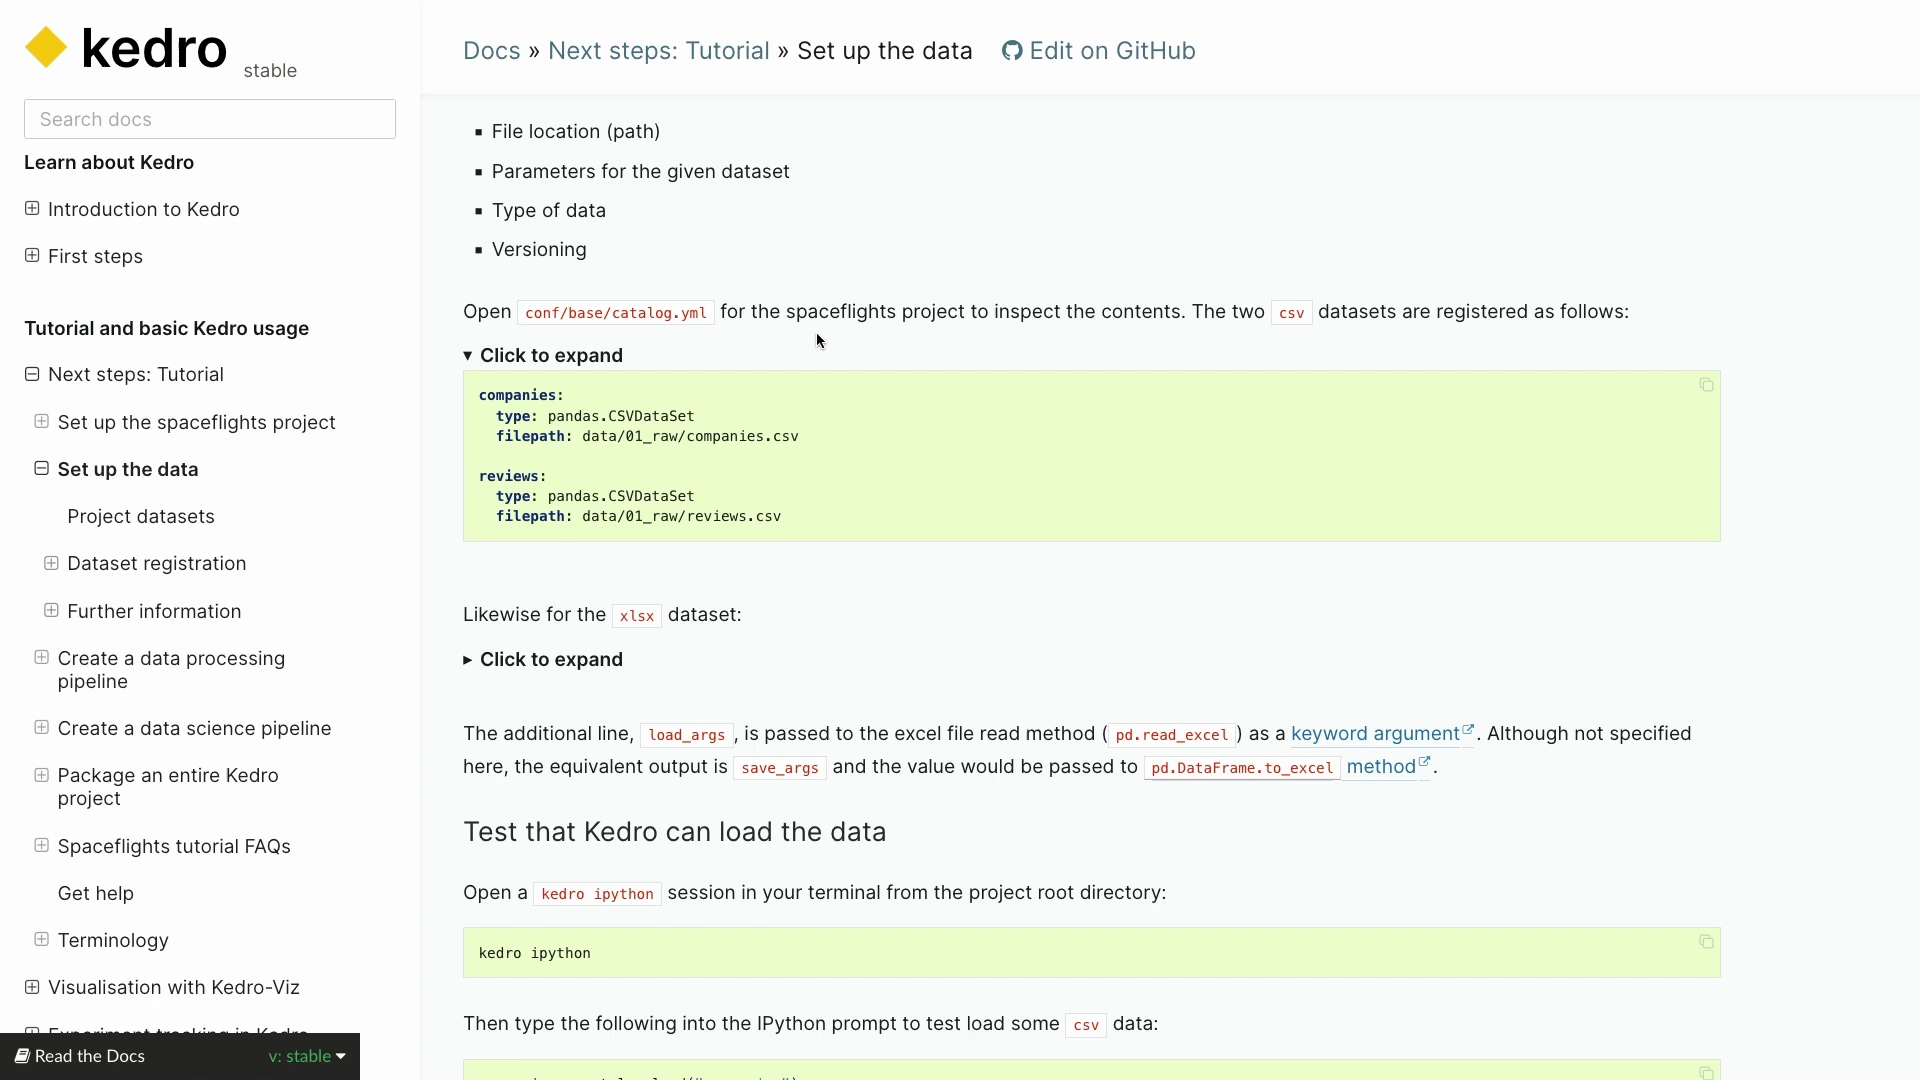 kedro
stable
Search docs
Learn about Kedro
Introduction to Kedro
First steps
Tutorial and basic Kedro usage
Next steps: Tutorial
Set up the spaceflights project
Set up the data
Project datasets
Dataset registration
Further information
Create a data processing
pipeline
Create a data science pipeline
Package an entire Kedro
project
Spaceflights tutorial FAQs
Get help
Terminology
Visualisation with Kedro-Viz
Experiment tracking in Kedro
Read the Docs v: stable
Docs » Next steps: Tutorial » Set up the data Edit on GitHub
File location (path)
Parameters for the given dataset
Type of data
Versioning
Open conf/base/catalog.yml for the spaceflights project to inspect the contents. The two csv datasets are registered as follows:
Click to expand
companies:
type: pandas.CSVDataSet
filepath: data/01_raw/companies.csv
reviews:
type: pandas.CSVDataSet
filepath: data/01_raw/reviews.csv
Likewise for the xlsx dataset:
Click to expand
The additional line, load_args, is passed to the excel file read method (pd.read_excel) as a keyword argument. Although not specified
here, the equivalent output is save_args and the value would be passed to pd.DataFrame.to_excel method.
Test that Kedro can load the data
Open a kedro ipython session in your terminal from the project root directory:
kedro ipython
Then type the following into the IPython prompt to test load some csv data: